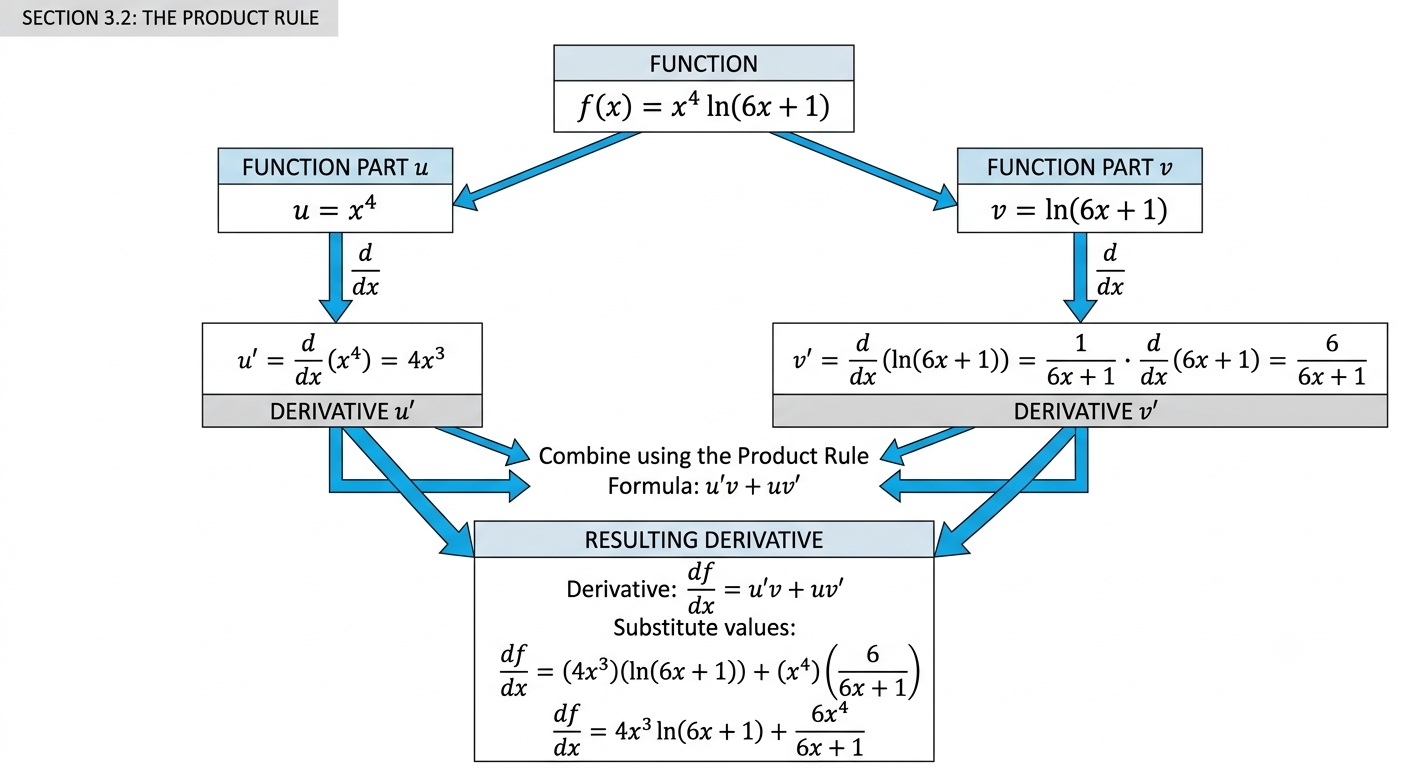 SECTION 3.2: THE PRODUCT RULE
FUNCTION
f(x) = x⁴ ln(6x + 1)
FUNCTION PART u
u = x⁴
FUNCTION PART v
v = ln(6x + 1)
d/dx
d/dx
u′ = d/dx (x⁴) = 4x³
DERIVATIVE u′
v′ = d/dx (ln(6x + 1)) = 1/(6x + 1) · d/dx (6x + 1) = 6/(6x + 1)
DERIVATIVE v′
Combine using the Product Rule
Formula: u′v + uv′
RESULTING DERIVATIVE
Derivative: df/dx = u′v + uv′
Substitute values:
df/dx = (4x³)(ln(6x + 1)) + (x⁴)(6/(6x + 1))
df/dx = 4x³ ln(6x + 1) + 6x⁴/(6x + 1)